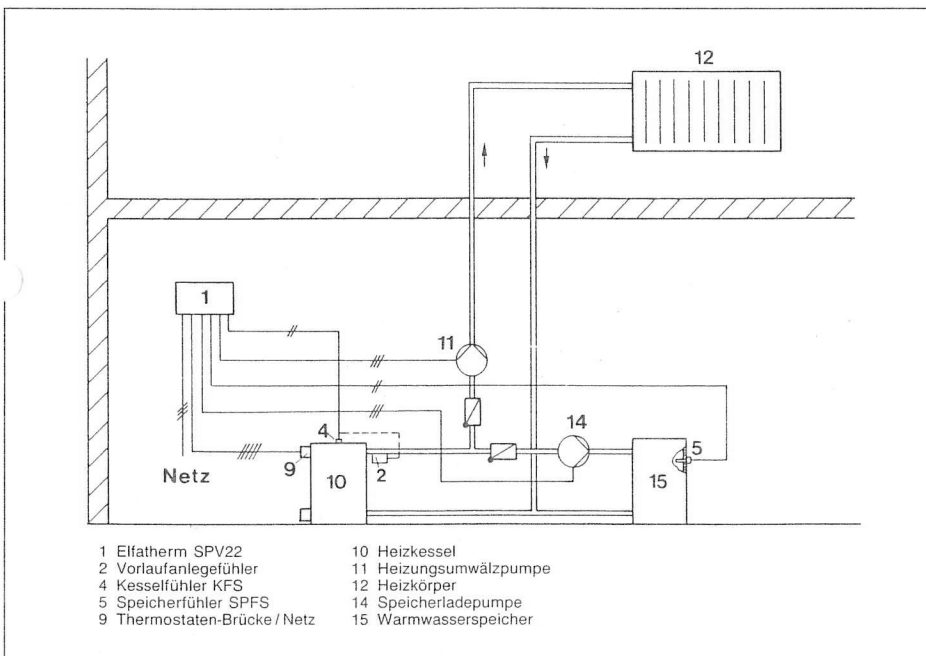 12
1
11
14
4
5
9
10
2
15
Netz
1 Elfatherm SPV22
2 Vorlaufanlegefühler
4 Kesselfühler KFS
5 Speicherfühler SPFS
9 Thermostaten-Brücke / Netz
10 Heizkessel
11 Heizungsumwälzpumpe
12 Heizkörper
14 Speicherladepumpe
15 Warmwasserspeicher